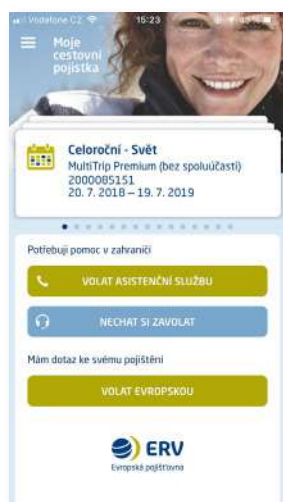 Vodafone CZ 15:23
Moje
cestovní
pojistka
Celoroční - Svět
MultiTrip Premium (bez spoluúčasti)
2000085151
20. 7. 2018 – 19. 7. 2019
Potřebuji pomoc v zahraničí
VOLAT ASISTENČNÍ SLUŽBU
NECHAT SI ZAVOLAT
Mám dotaz ke svému pojištění
VOLAT EVROPSKOU
ERV
Evropská pojišťovna